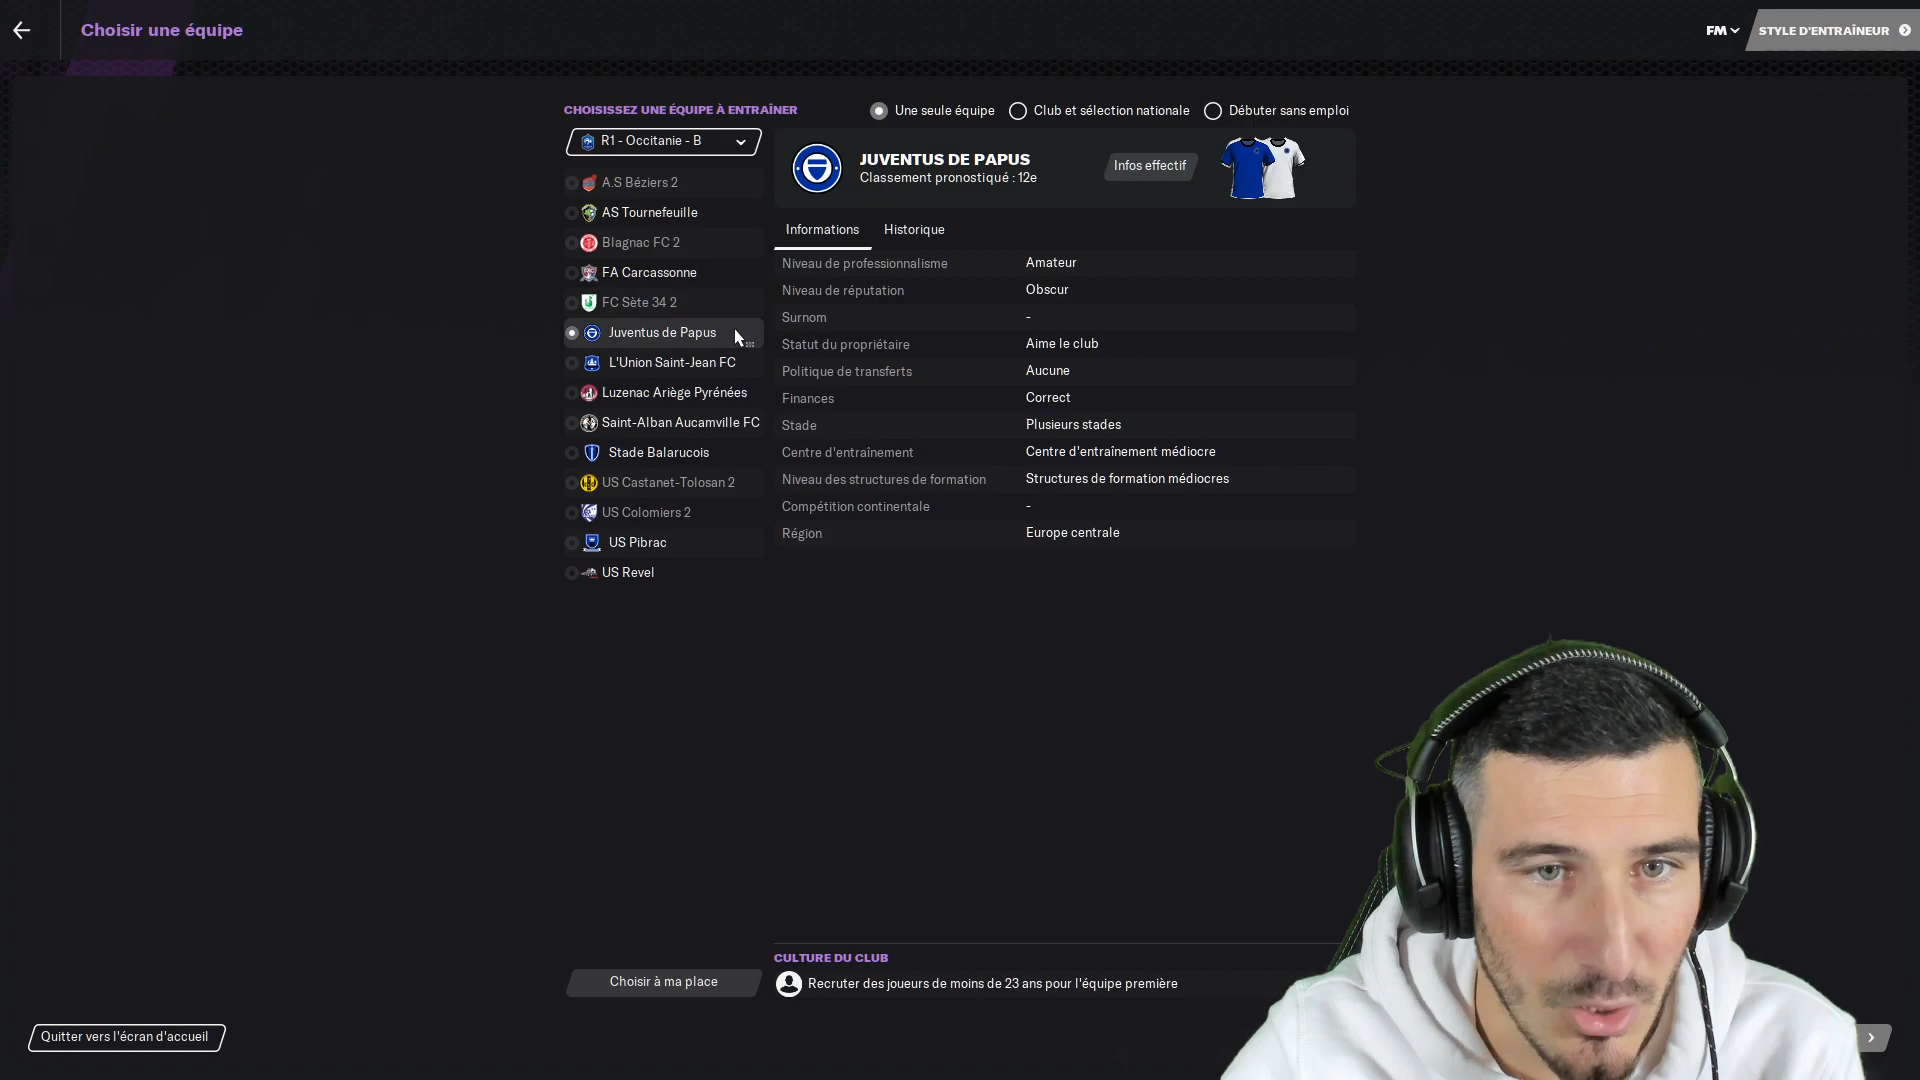 Choisir une équipe
FM
STYLE D'ENTRAÎNEUR
CHOISISSEZ UNE ÉQUIPE À ENTRAÎNER
Une seule équipe
Club et sélection nationale
Débuter sans emploi
R1 - Occitanie - B
A.S Béziers 2
AS Tournefeuille
Blagnac FC 2
FA Carcassonne
FC Sète 34 2
Juventus de Papus
L'Union Saint-Jean FC
Luzenac Ariège Pyrénées
Saint-Alban Aucamville FC
Stade Balarucois
US Castanet-Tolosan 2
US Colomiers 2
US Pibrac
US Revel
JUVENTUS DE PAPUS
Classement pronostiqué : 12e
Infos effectif
Informations
Historique
Niveau de professionnalisme Amateur
Niveau de réputation Obscur
Surnom -
Statut du propriétaire Aime le club
Politique de transferts Aucune
Finances Correct
Stade Plusieurs stades
Centre d'entraînement Centre d'entraînement médiocre
Niveau des structures de formation Structures de formation médiocres
Compétition continentale -
Région Europe centrale
CULTURE DU CLUB
Recruter des joueurs de moins de 23 ans pour l'équipe première
Choisir à ma place
Quitter vers l'écran d'accueil